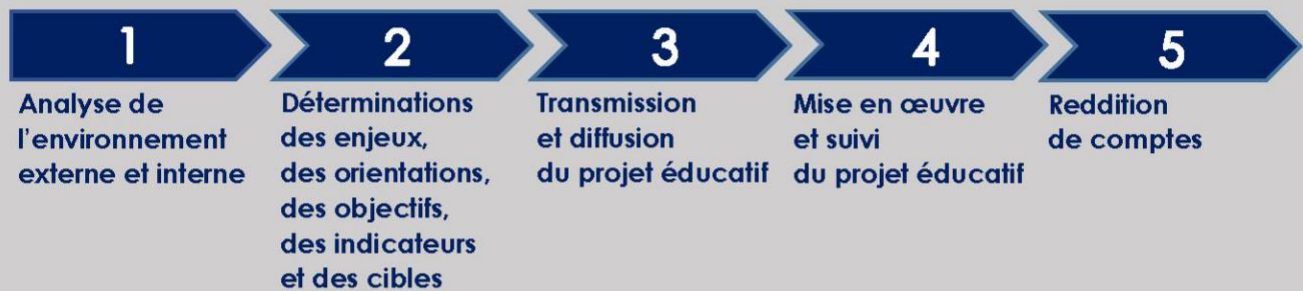 1
Analyse de
l'environnement
externe et interne
2
Déterminations
des enjeux,
des orientations,
des objectifs,
des indicateurs
et des cibles
3
Transmission
et diffusion
du projet éducatif
4
Mise en œuvre
et suivi
du projet éducatif
5
Reddition
de comptes